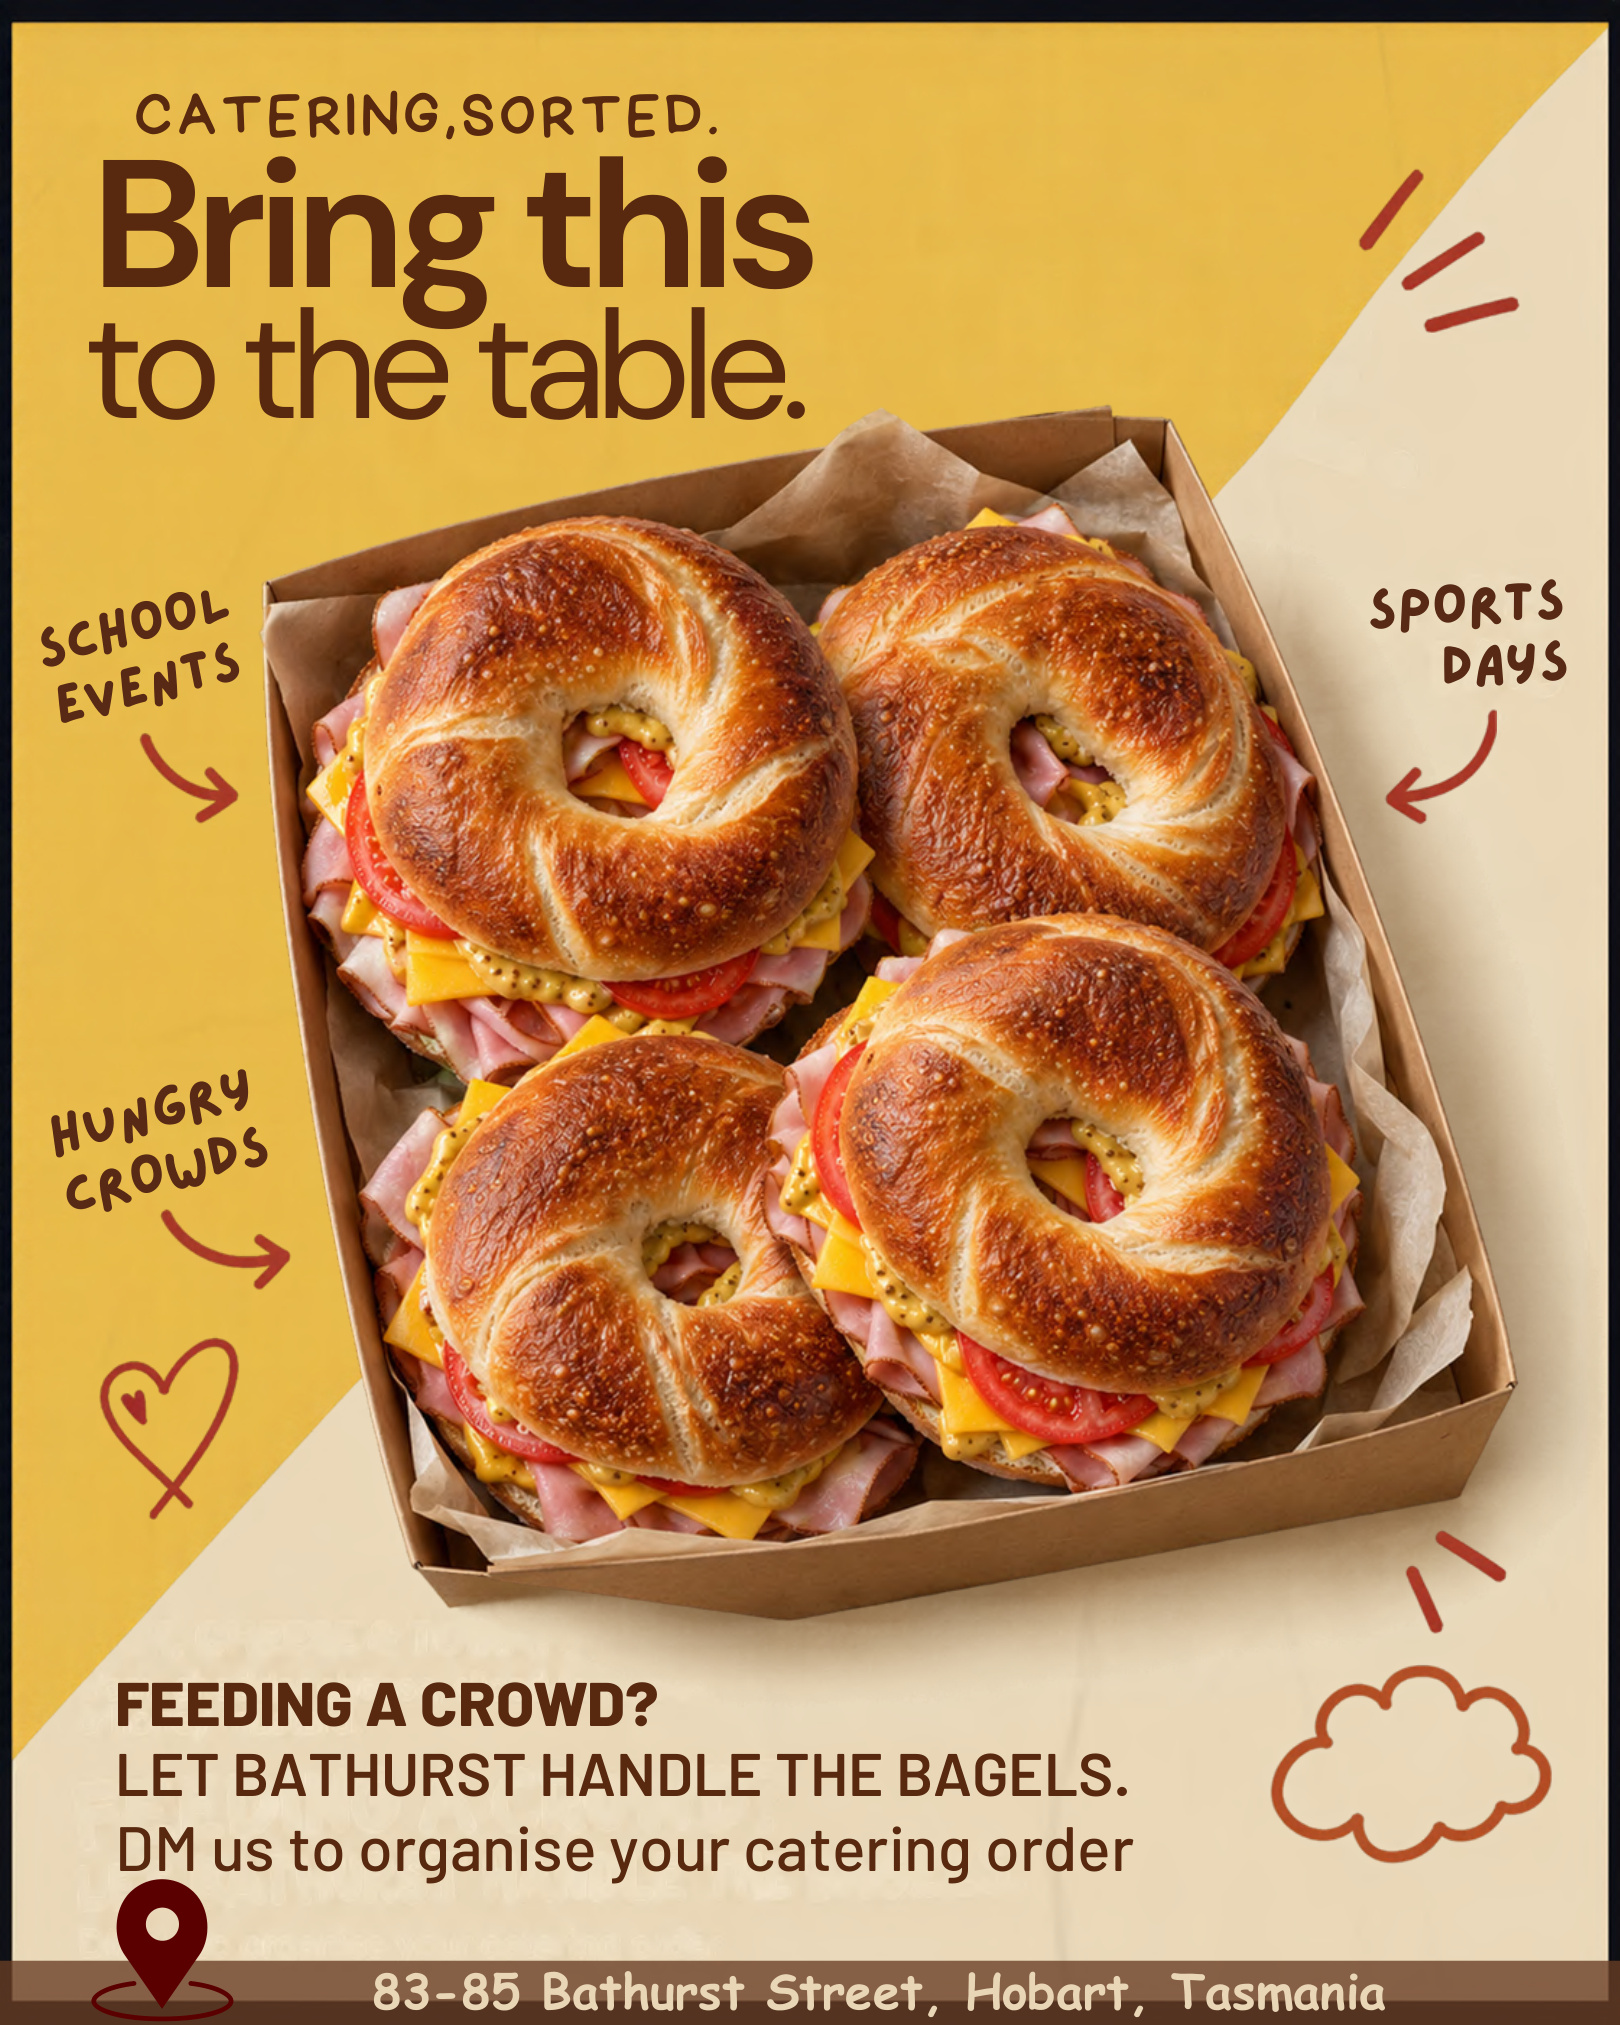 CATERING,SORTED.
Bring this
to the table.
SCHOOL
EVENTS
SPORTS
DAYS
HUNGRY
CROWDS
FEEDING A CROWD?
LET BATHURST HANDLE THE BAGELS.
DM us to organise your catering order
83-85 Bathurst Street, Hobart, Tasmania